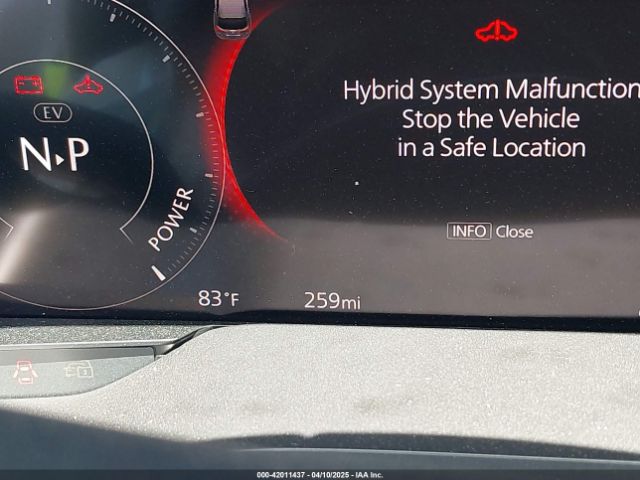 Hybrid System Malfunction
Stop the Vehicle
in a Safe Location
EV
N▸P
POWER
INFO Close
83°F
259mi
000-42011437 - 04/10/2025 - IAA Inc.